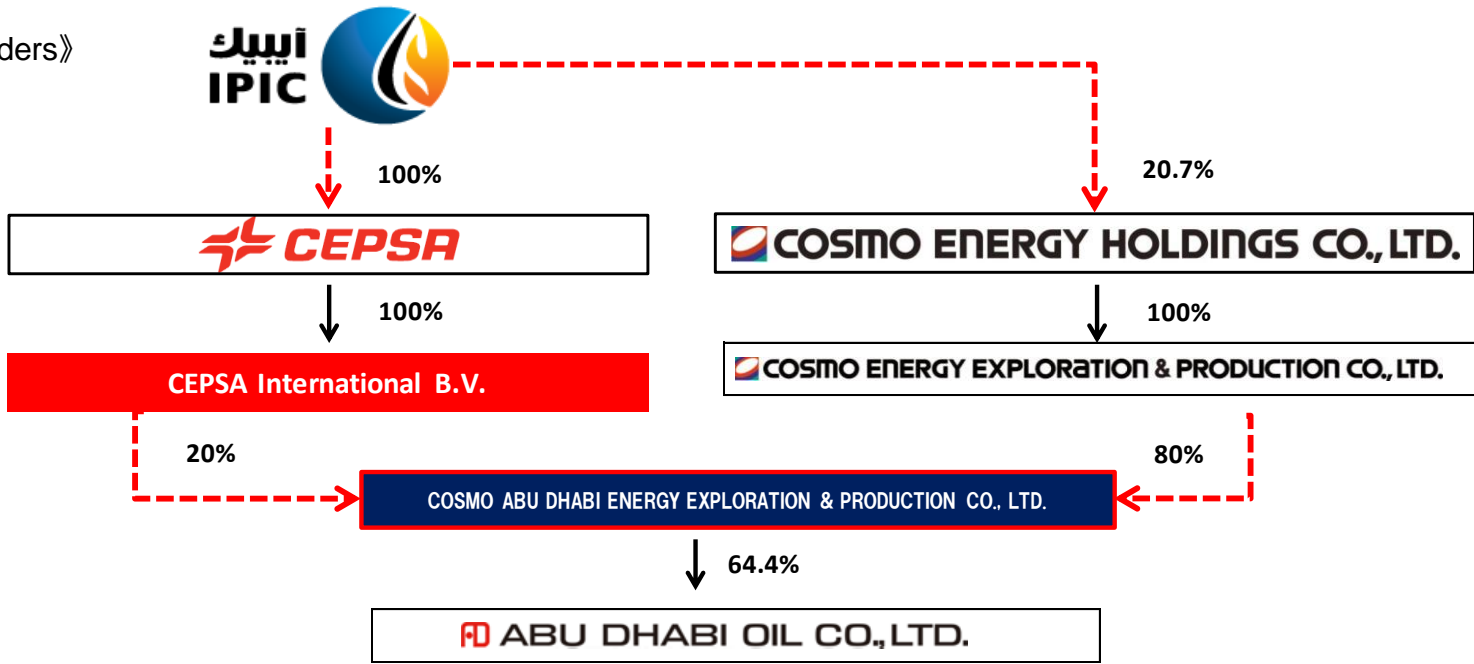 ders》
آيبيك
IPIC
100%
20.7%
CEPSA
COSMO ENERGY HOLDINGS CO., LTD.
100%
100%
CEPSA International B.V.
COSMO ENERGY EXPLORATION & PRODUCTION CO., LTD.
20%
80%
COSMO ABU DHABI ENERGY EXPLORATION & PRODUCTION CO., LTD.
64.4%
ABU DHABI OIL CO., LTD.